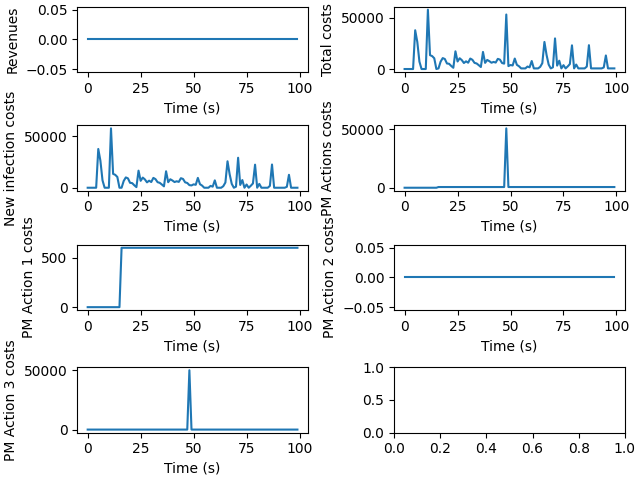 Revenues
0.05
0.00
−0.05
0 25 50 75 100
Time (s)
Total costs
50000
0
0 25 50 75 100
Time (s)
New infection costs
50000
0
0 25 50 75 100
Time (s)
PM Actions costs
50000
0
0 25 50 75 100
Time (s)
PM Action 1 costs
500
0
0 25 50 75 100
Time (s)
PM Action 2 costs
0.05
0.00
−0.05
0 25 50 75 100
Time (s)
PM Action 3 costs
50000
0
0 25 50 75 100
Time (s)
1.0
0.5
0.0
0.0 0.2 0.4 0.6 0.8 1.0